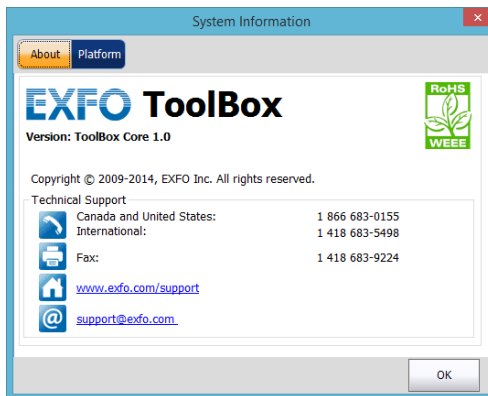 System Information
About Platform
EXFO ToolBox
RoHS
WEEE
Version: ToolBox Core 1.0
Copyright © 2009-2014, EXFO Inc. All rights reserved.
Technical Support
Canada and United States: 1 866 683-0155
International: 1 418 683-5498
Fax: 1 418 683-9224
www.exfo.com/support
@ support@exfo.com
OK